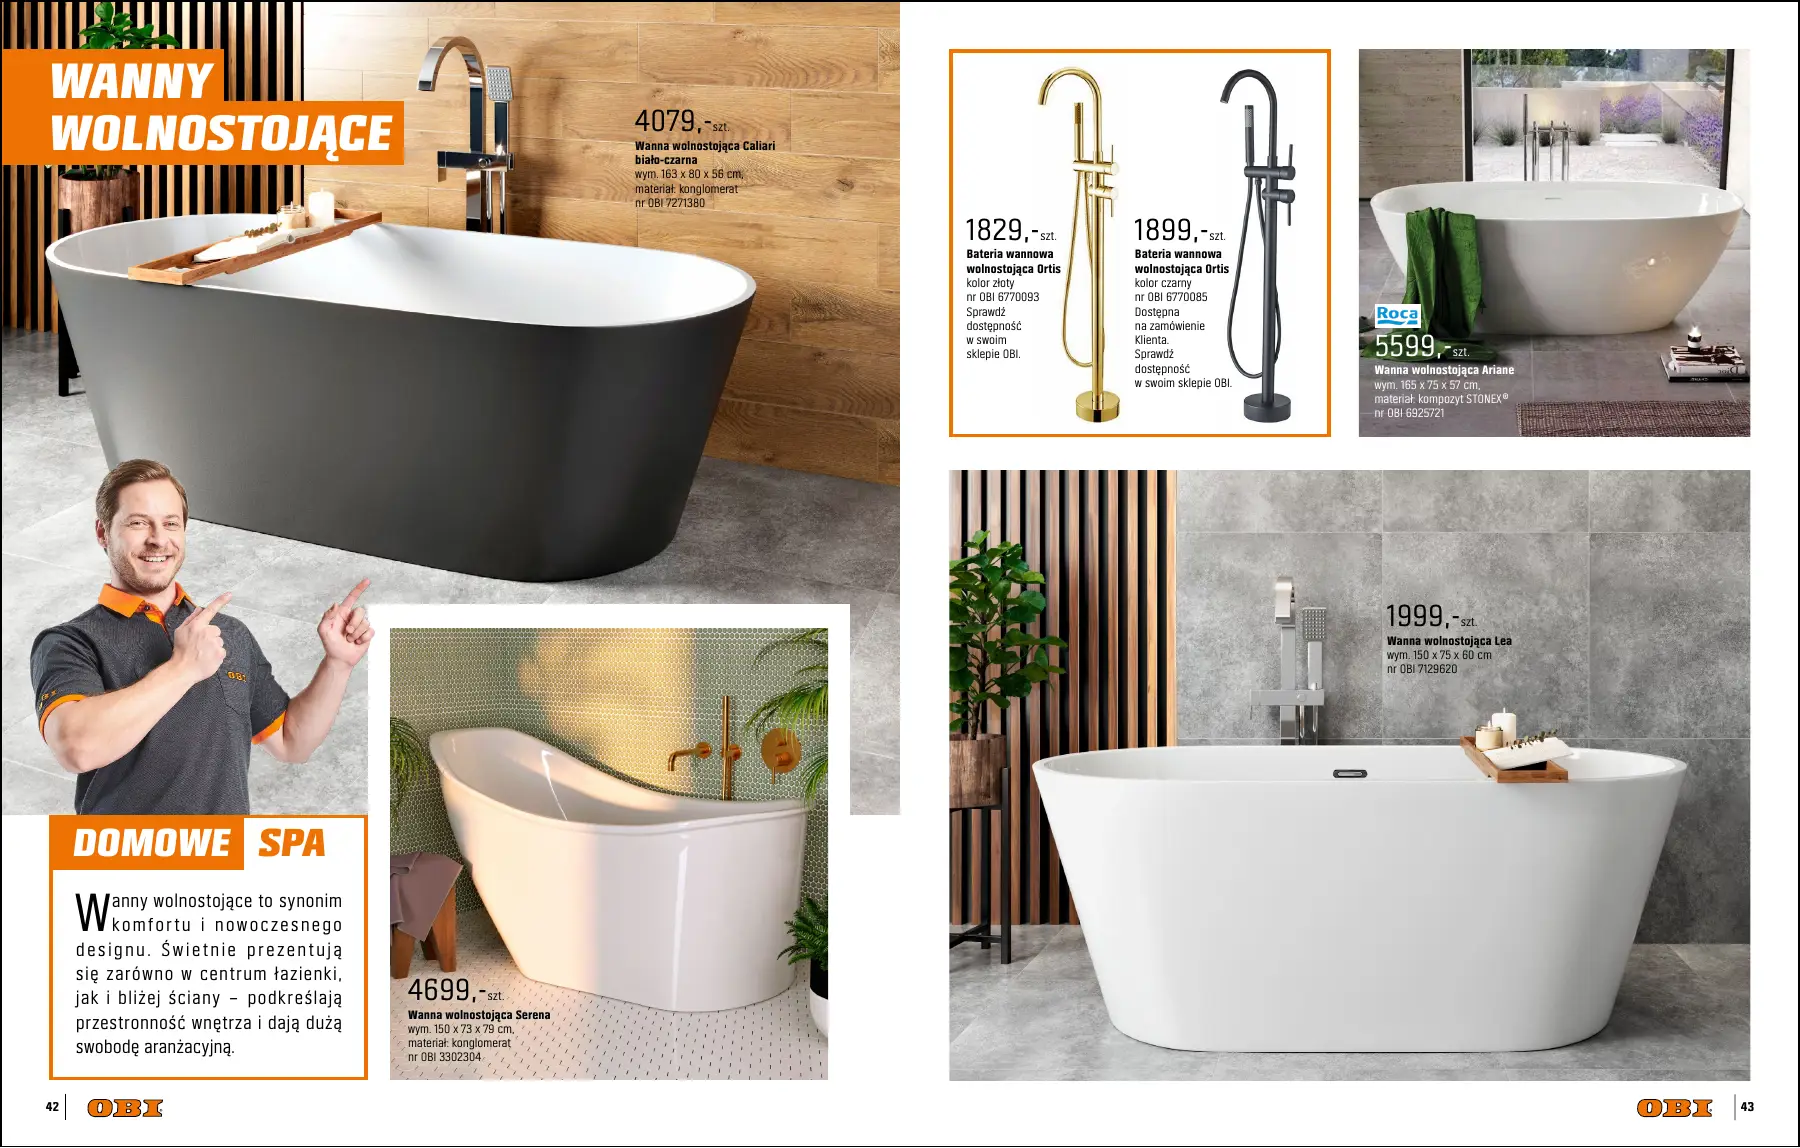 WANNY
WOLNOSTOJĄCE
4079,-szt.
Wanna wolnostojąca Caliari
biało-czarna
wym. 163 x 80 x 56 cm,
materiał: konglomerat
nr OBI 7271380
OBI
DOMOWE SPA
Wanny wolnostojące to synonim
komfortu i nowoczesnego
designu. Świetnie prezentują
się zarówno w centrum łazienki,
jak i bliżej ściany – podkreślają
przestronność wnętrza i dają dużą
swobodę aranżacyjną.
4699,-szt.
Wanna wolnostojąca Serena
wym. 150 x 73 x 79 cm,
materiał: konglomerat
nr OBI 3302304
42 OBI
1829,-szt.
Bateria wannowa
wolnostojąca Ortis
kolor złoty
nr OBI 6770093
Sprawdź
dostępność
w swoim
sklepie OBI.
1899,-szt.
Bateria wannowa
wolnostojąca Ortis
kolor czarny
nr OBI 6770085
Dostępna
na zamówienie
Klienta.
Sprawdź
dostępność
w swoim sklepie OBI.
Roca
5599,-szt.
Wanna wolnostojąca Ariane
wym. 165 x 75 x 57 cm,
materiał: kompozyt STONEX®
nr OBI 6925721
1999,-szt.
Wanna wolnostojąca Lea
wym. 150 x 75 x 60 cm
nr OBI 7129620
OBI 43